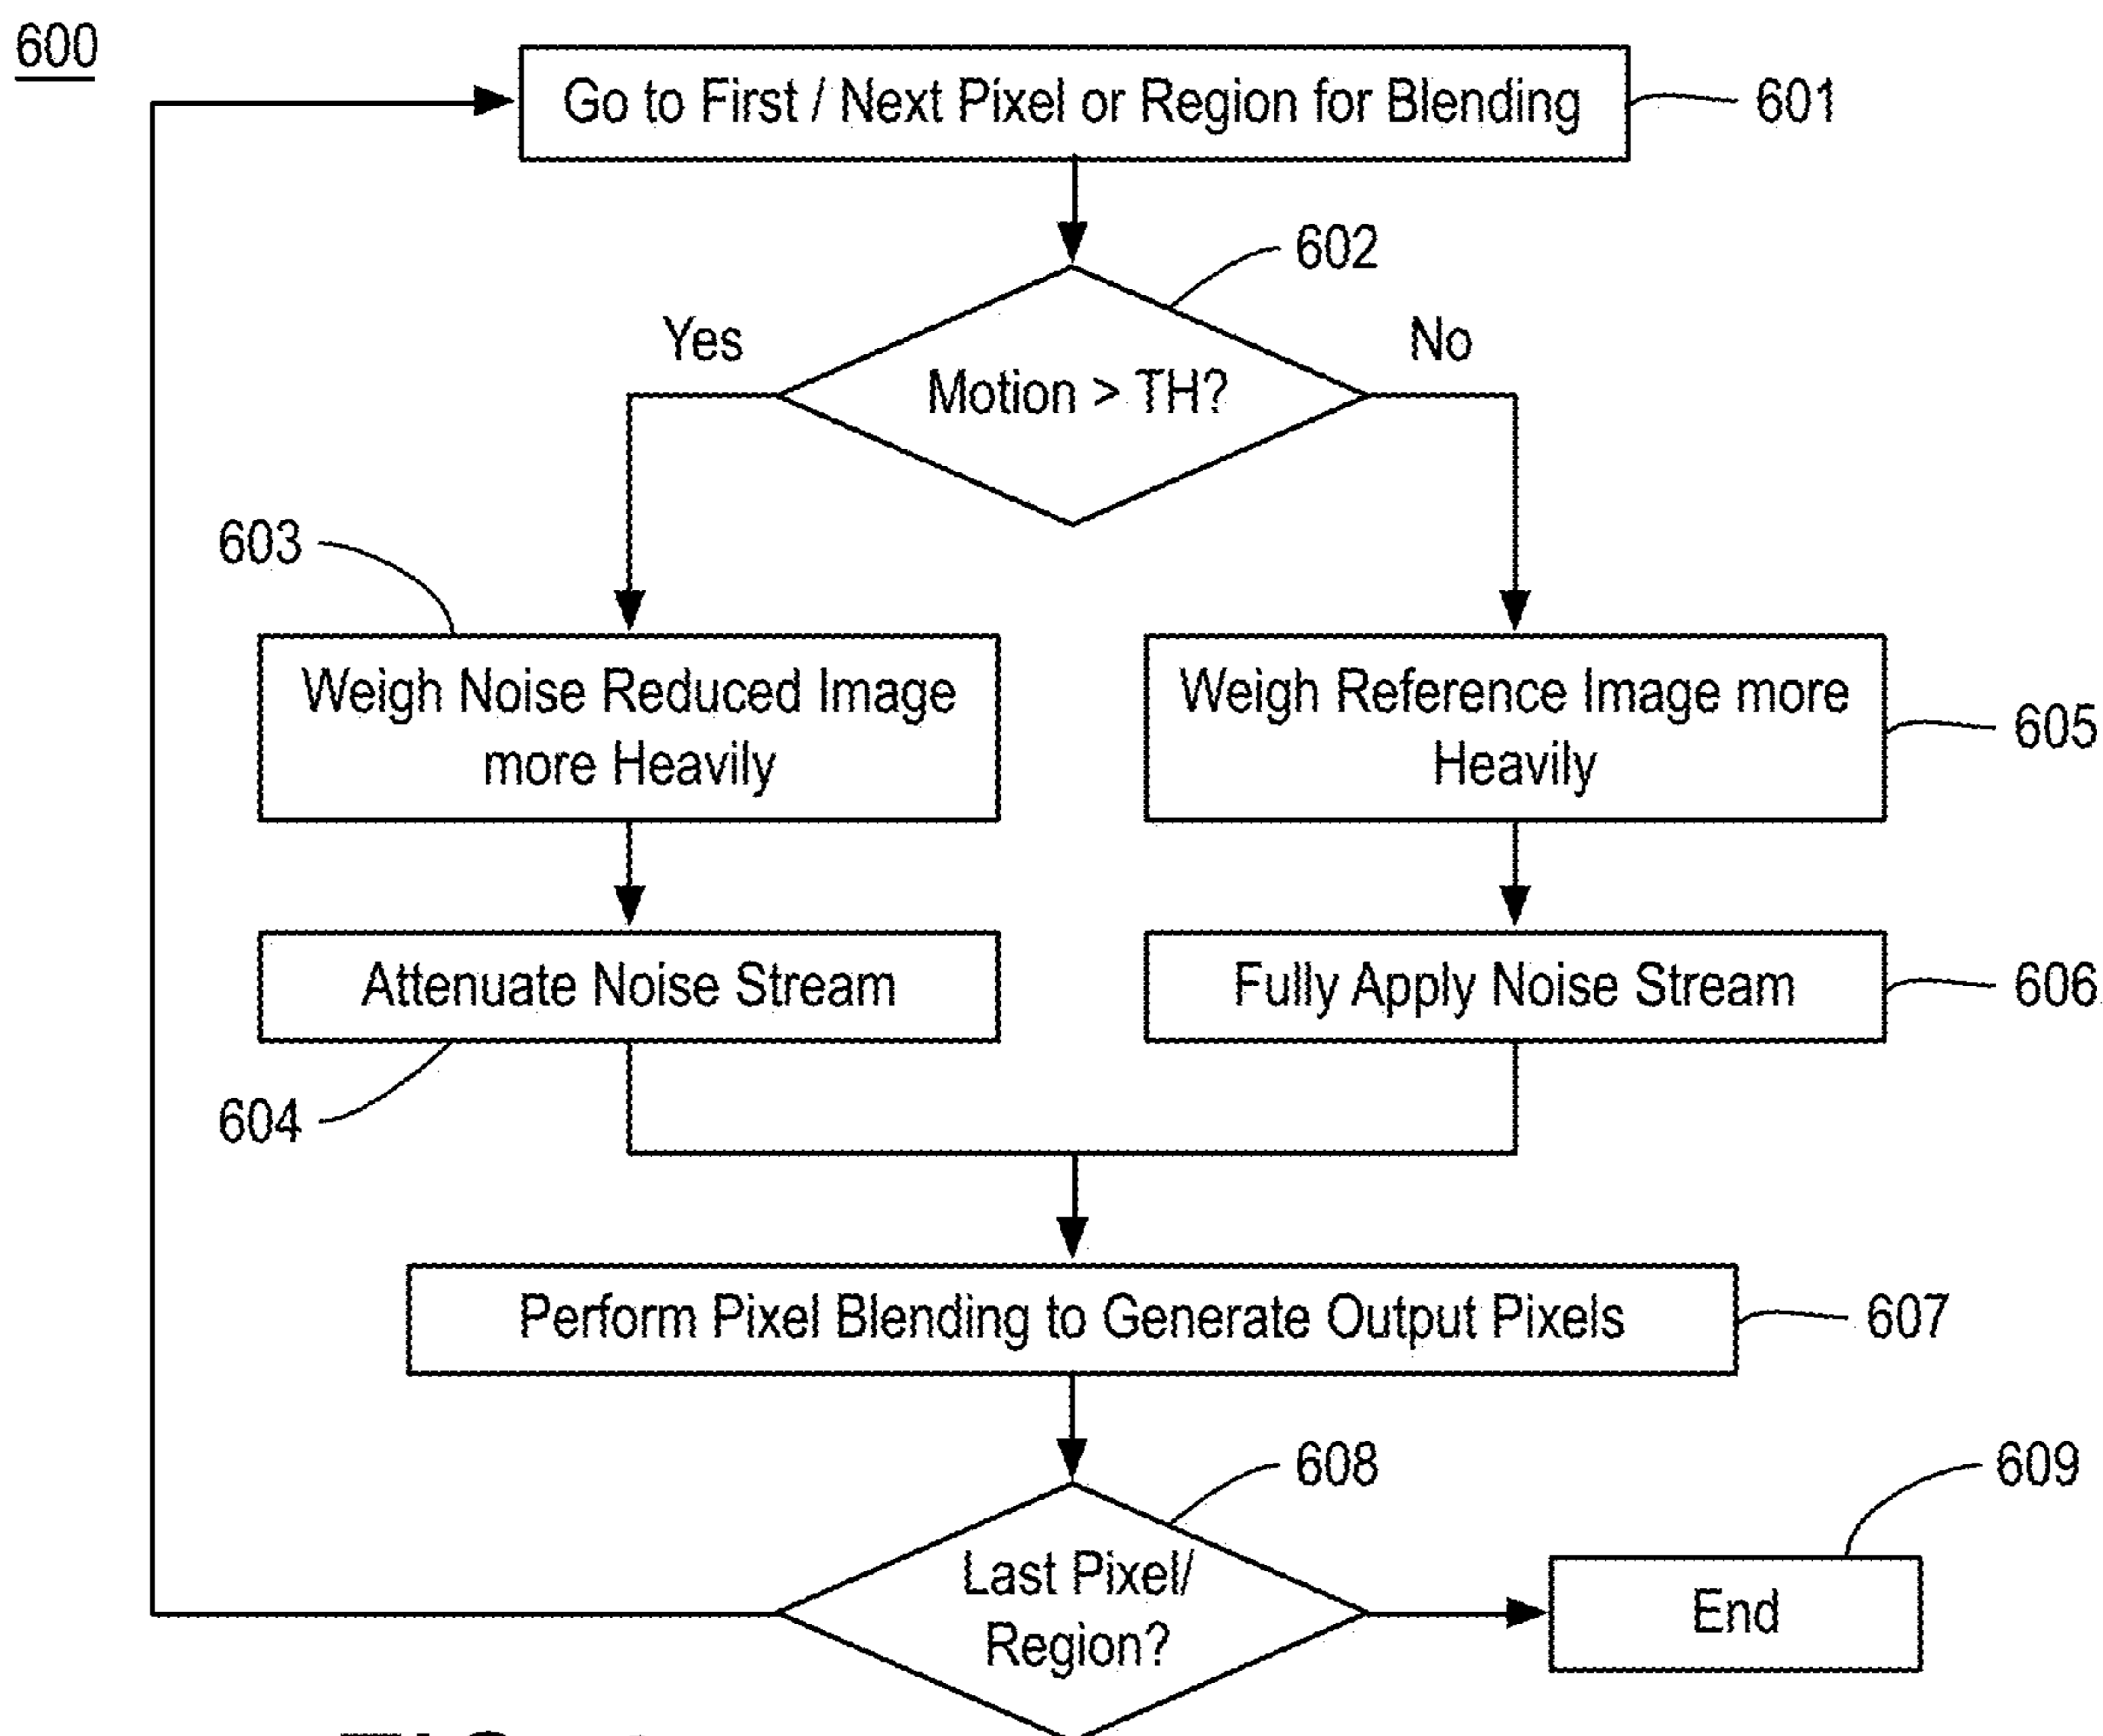 600
Go to First / Next Pixel or Region for Blending
601
602
Yes
No
Motion > TH?
603
Weigh Noise Reduced Image
more Heavily
Weigh Reference Image more
Heavily
605
Attenuate Noise Stream
Fully Apply Noise Stream
606
604
Perform Pixel Blending to Generate Output Pixels
607
608
609
Last Pixel/
Region?
End